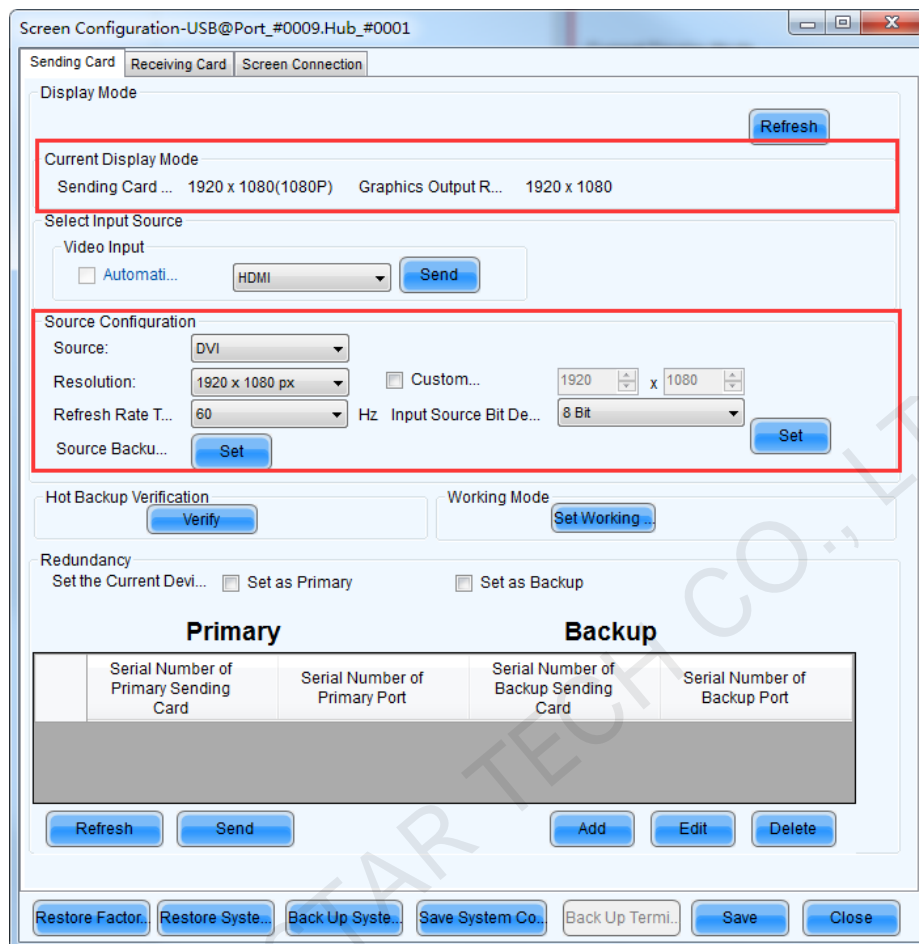 Screen Configuration-USB@Port_#0009.Hub_#0001
Sending Card Receiving Card Screen Connection
Display Mode
Refresh
Current Display Mode
Sending Card ... 1920 x 1080(1080P) Graphics Output R... 1920 x 1080
Select Input Source
Video Input
Automati... HDMI Send
Source Configuration
Source: DVI
Resolution: 1920 x 1080 px Custom... 1920 x 1080
Refresh Rate T... 60 Hz Input Source Bit De... 8 Bit
Set
Source Backu... Set
Hot Backup Verification Working Mode
Verify Set Working ...
Redundancy
Set the Current Devi... Set as Primary Set as Backup
Primary Backup
Serial Number of Primary Sending Card Serial Number of Primary Port Serial Number of Backup Sending Card Serial Number of Backup Port
Refresh Send Add Edit Delete
Restore Factor... Restore Syste... Back Up Syste... Save System Co... Back Up Termi... Save Close
STAR TECH CO., LT